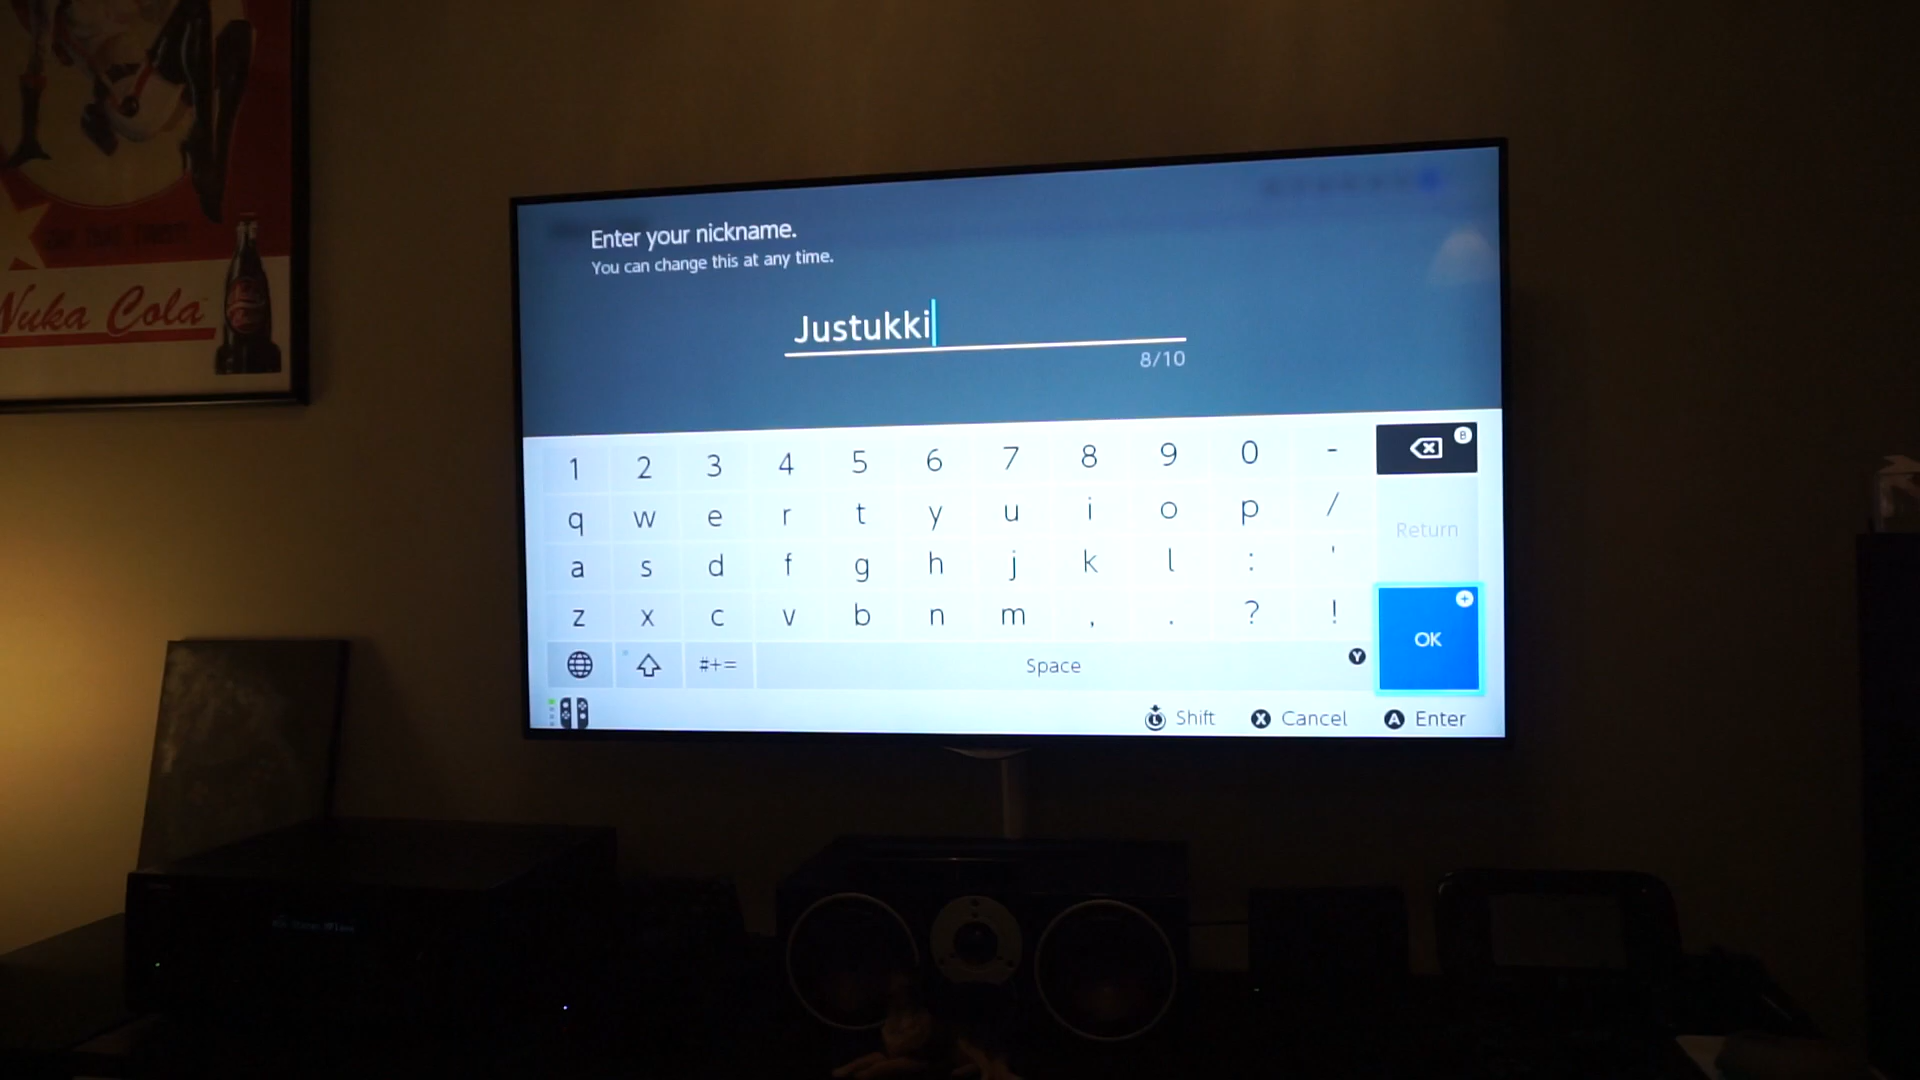 Nuka Cola
Enter your nickname.
You can change this at any time.
Justukki
8/10
1 2 3 4 5 6 7 8 9 0 - B
q w e r t y u i o p /
Return
a s d f g h j k l : '
z x c v b n m , . ? !
OK
#+= Space Y
L Shift X Cancel A Enter